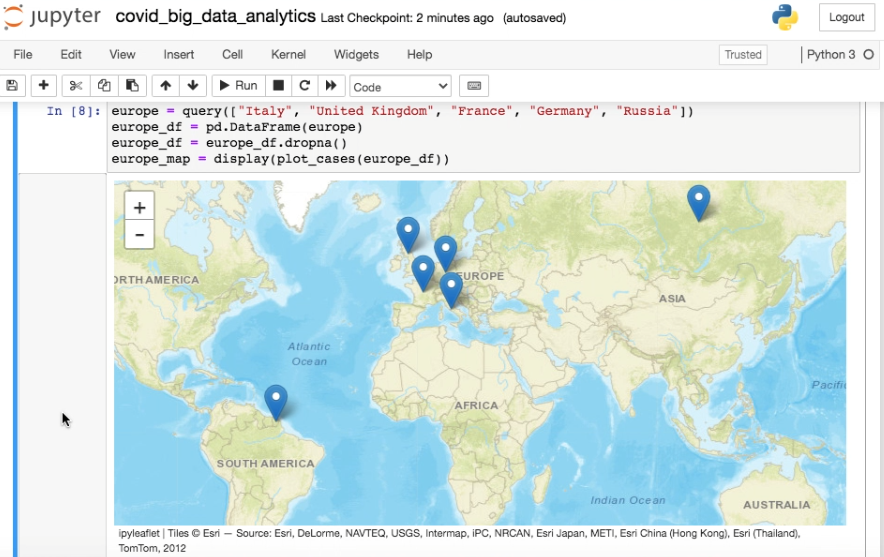 jupyter covid_big_data_analytics Last Checkpoint: 2 minutes ago (autosaved) Logout
File Edit View Insert Cell Kernel Widgets Help Trusted Python 3
Run Code
In [8]: europe = query(["Italy", "United Kingdom", "France", "Germany", "Russia"])
europe_df = pd.DataFrame(europe)
europe_df = europe_df.dropna()
europe_map = display(plot_cases(europe_df))
+
-
ORTH AMERICA
EUROPE
ASIA
Atlantic
Ocean
Pacifi
AFRICA
SOUTH AMERICA
Indian Ocean
AUSTRALIA
ipyleaflet | Tiles © Esri — Source: Esri, DeLorme, NAVTEQ, USGS, Intermap, iPC, NRCAN, Esri Japan, METI, Esri China (Hong Kong), Esri (Thailand),
TomTom, 2012